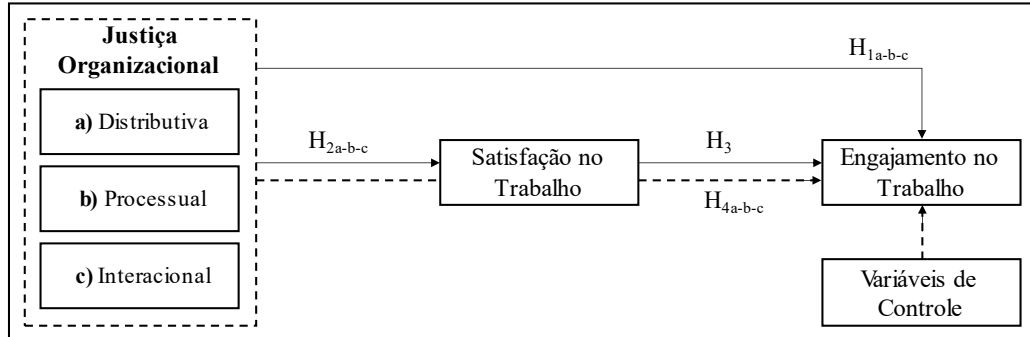 Justiça
Organizacional
a) Distributiva
b) Processual
c) Interacional
H1a-b-c
H2a-b-c
Satisfação no
Trabalho
H3
H4a-b-c
Engajamento no
Trabalho
Variáveis de
Controle